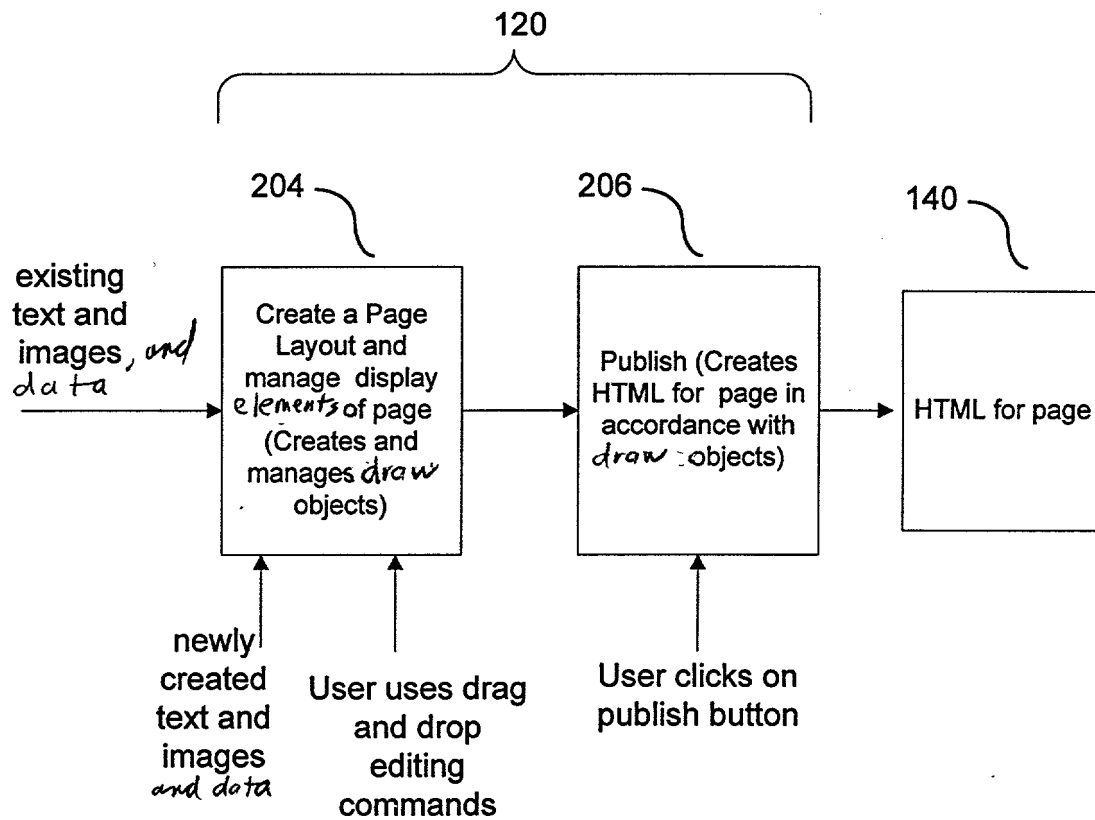 120
204
206
140
existing
text and
images, and
data
Create a Page
Layout and
manage display
elements of page
(Creates and
manages draw
objects)
Publish (Creates
HTML for page in
accordance with
draw objects)
HTML for page
newly
created
text and
images
and data
User uses drag
and drop
editing
commands
User clicks on
publish button